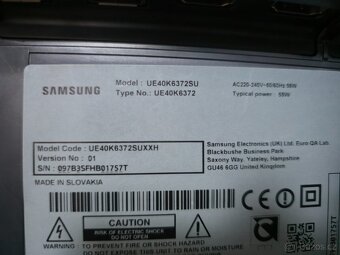 SAMSUNG
Model : UE40K6372SU
Type No.: UE40K6372
AC220-240V~50/60Hz 58W
Typical power : 55W
Model Code : UE40K6372SUXXH
Version No : 01
S/N : 097B3SFHB01757T
MADE IN SLOVAKIA
Samsung Electronics (UK) Ltd. Euro QA Lab.
Blackbushe Business Park
Saxony Way, Yateley, Hampshire
GU46 6GG United Kingdom
CAUTION
RISK OF ELECTRIC SHOCK
DO NOT OPEN
TO PREVENT FIRE OR SHOCK HAZARD